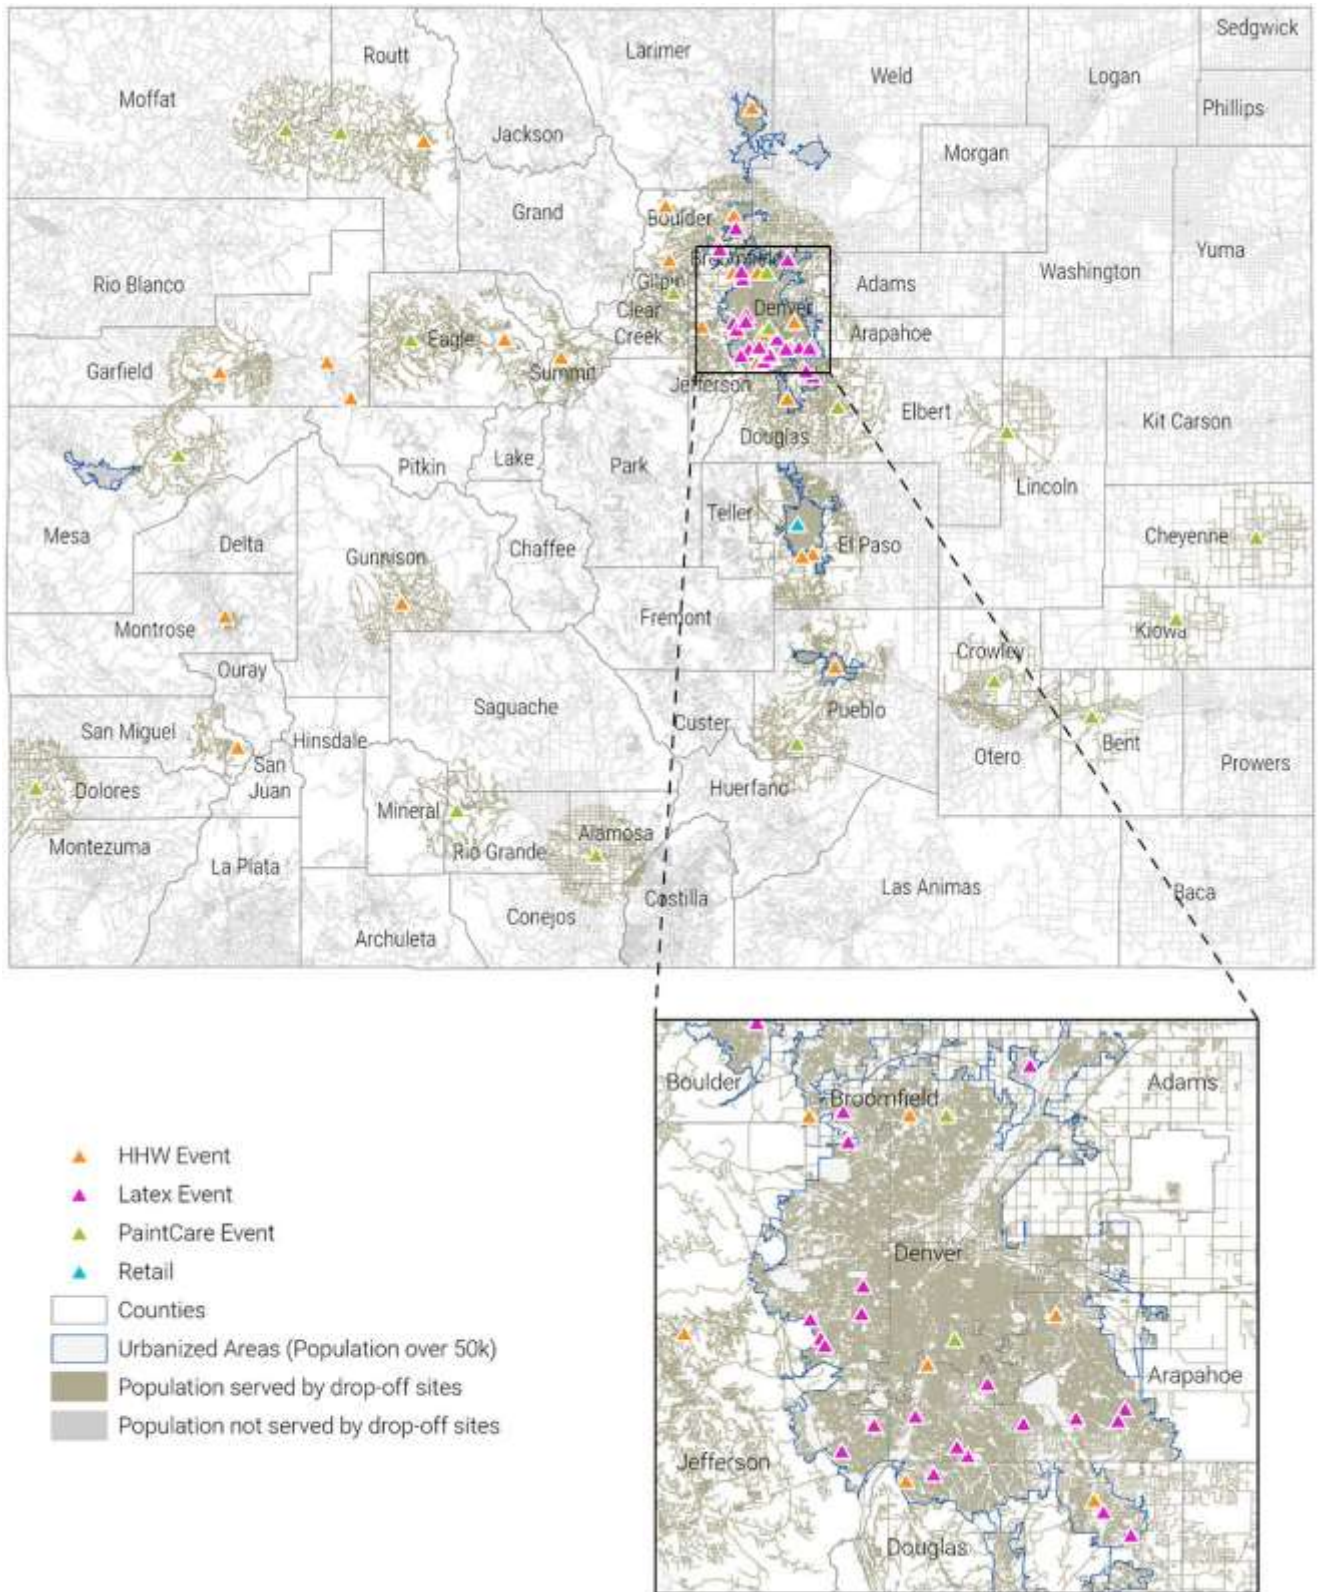 Sedgwick
Routt
Larimer
Weld
Logan
Moffat
Phillips
Jackson
Morgan
Grand
Boulder
Yuma
Broomfield
Washington
Rio Blanco
Gilpin
Adams
Clear
Creek
Denver
Eagle
Arapahoe
Garfield
Summit
Jefferson
Elbert
Kit Carson
Douglas
Pitkin
Lake
Park
Lincoln
Teller
Mesa
Delta
Chaffee
El Paso
Cheyenne
Gunnison
Fremont
Montrose
Kiowa
Crowley
Ouray
Saguache
Custer
Pueblo
San Miguel
Hinsdale
Bent
San
Juan
Otero
Prowers
Dolores
Huerfano
Mineral
Alamosa
Montezuma
Rio Grande
La Plata
Las Animas
Baca
Costilla
Conejos
Archuleta
Boulder
Adams
Broomfield
Denver
Arapahoe
Jefferson
Douglas
HHW Event
Latex Event
PaintCare Event
Retail
Counties
Urbanized Areas (Population over 50k)
Population served by drop-off sites
Population not served by drop-off sites